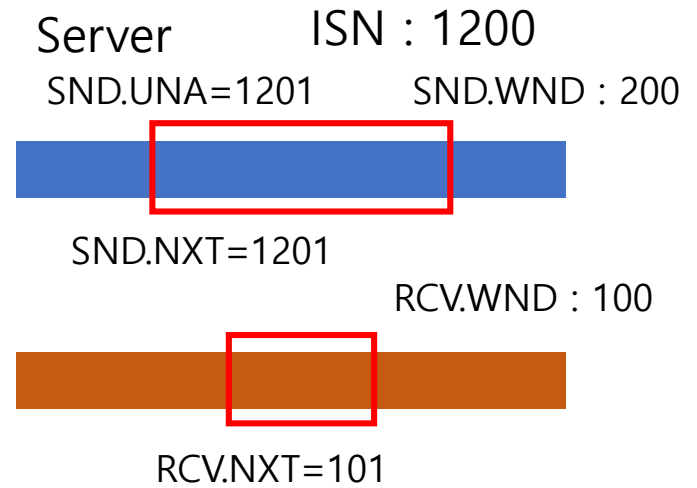 Server
ISN : 1200
SND.UNA=1201
SND.WND : 200
SND.NXT=1201
RCV.WND : 100
RCV.NXT=101